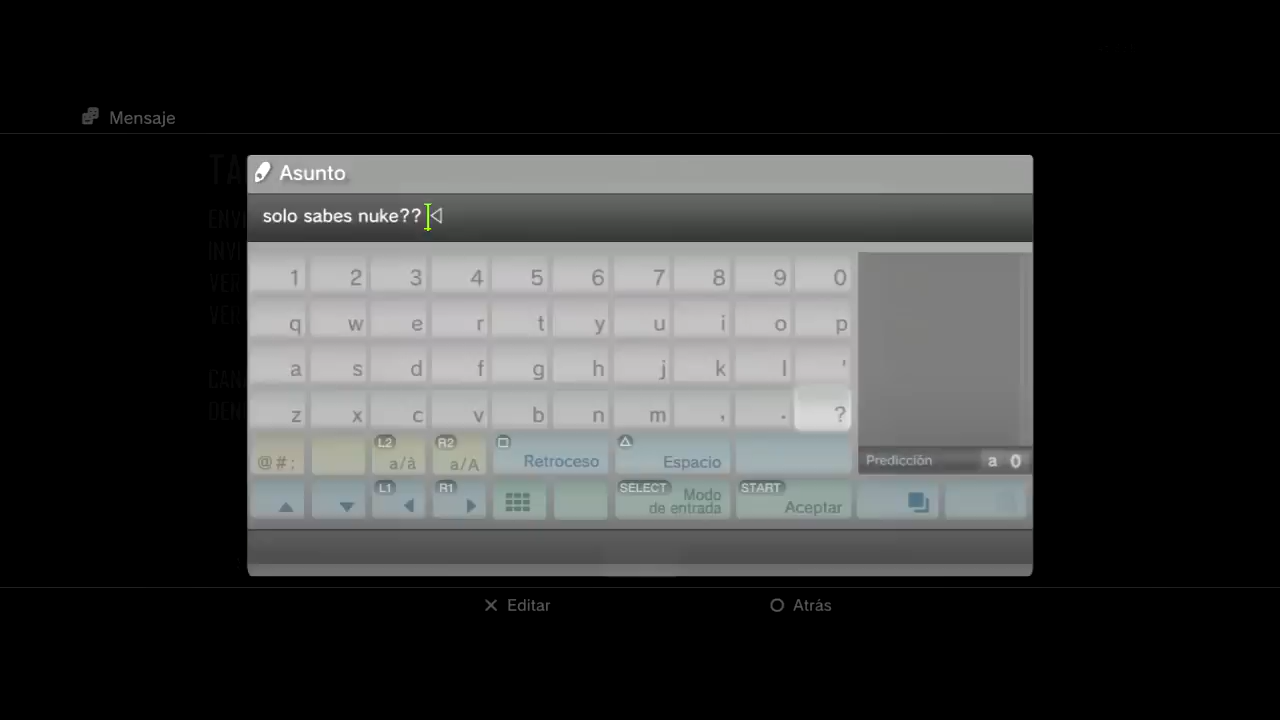 Mensaje
Asunto
solo sabes nuke??
1 2 3 4 5 6 7 8 9 0
q w e r t y u i o p
a s d f g h j k l '
z x c v b n m , . ?
@#: L2 a/à R2 a/A Retroceso Espacio
Predicción a 0
L1 R1 SELECT Modo de entrada START Aceptar
Editar Atrás